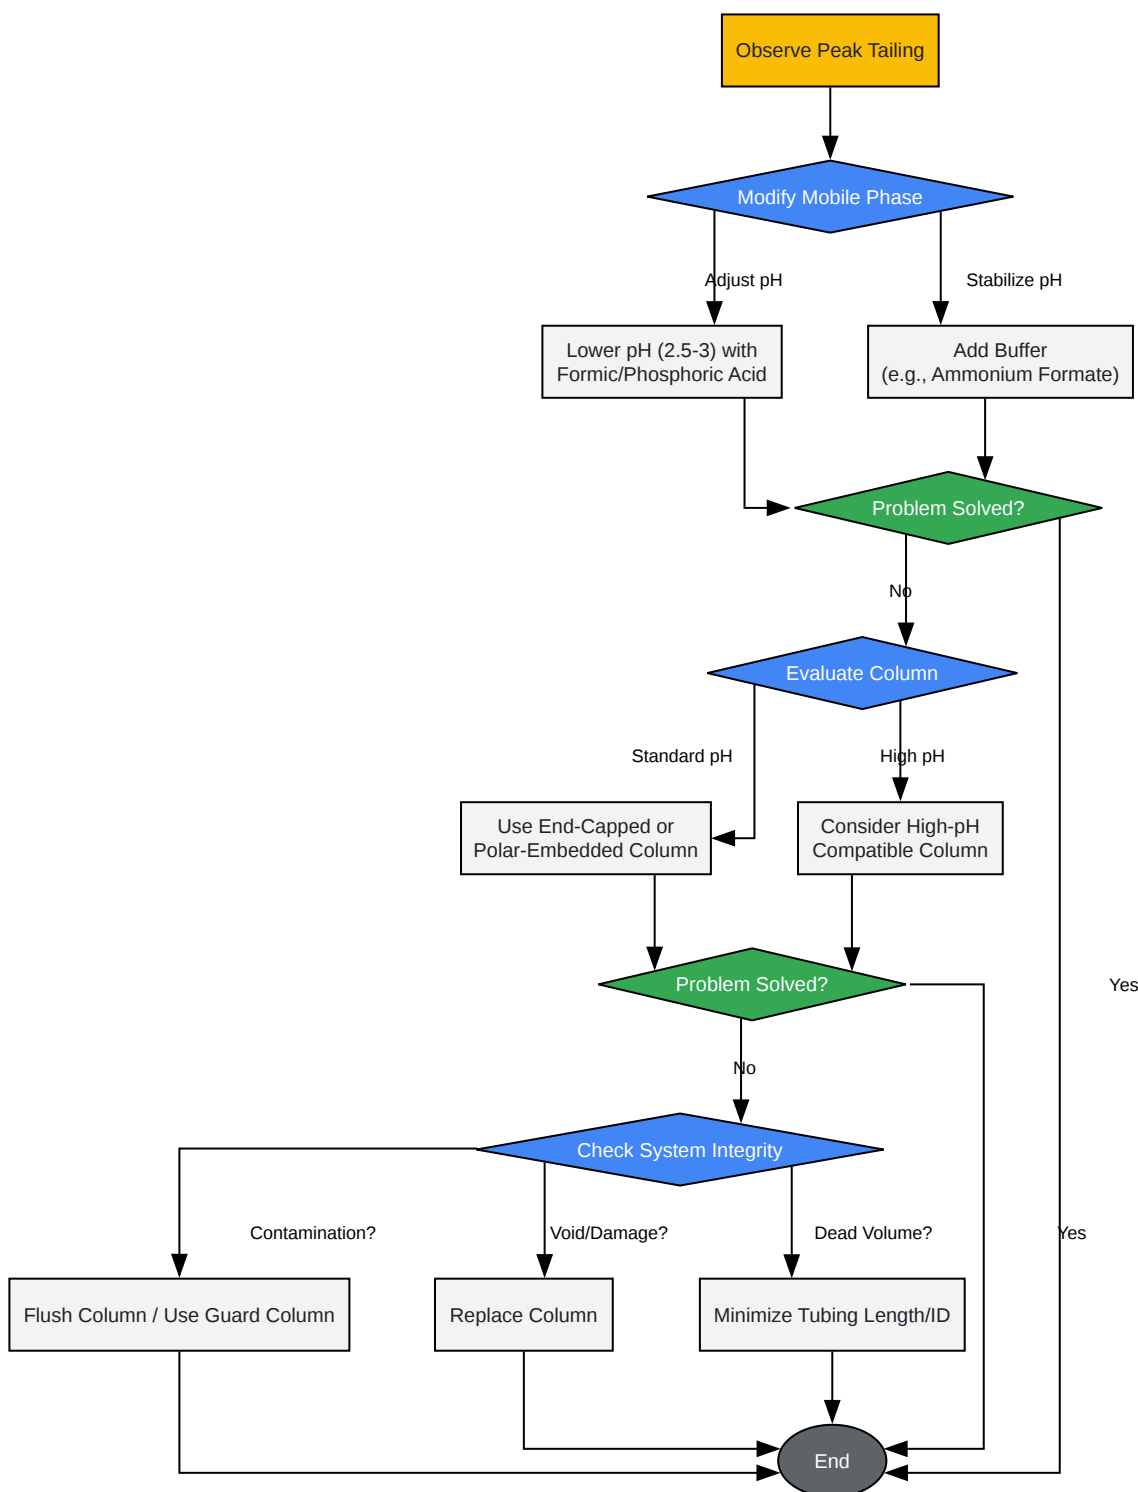 Observe Peak Tailing
Modify Mobile Phase
Adjust pH
Stabilize pH
Lower pH (2.5-3) with
Formic/Phosphoric Acid
Add Buffer
(e.g., Ammonium Formate)
Problem Solved?
No
Evaluate Column
Standard pH
High pH
Use End-Capped or
Polar-Embedded Column
Consider High-pH
Compatible Column
Problem Solved?
Yes
No
Check System Integrity
Contamination?
Void/Damage?
Dead Volume?
Yes
Flush Column / Use Guard Column
Replace Column
Minimize Tubing Length/ID
End